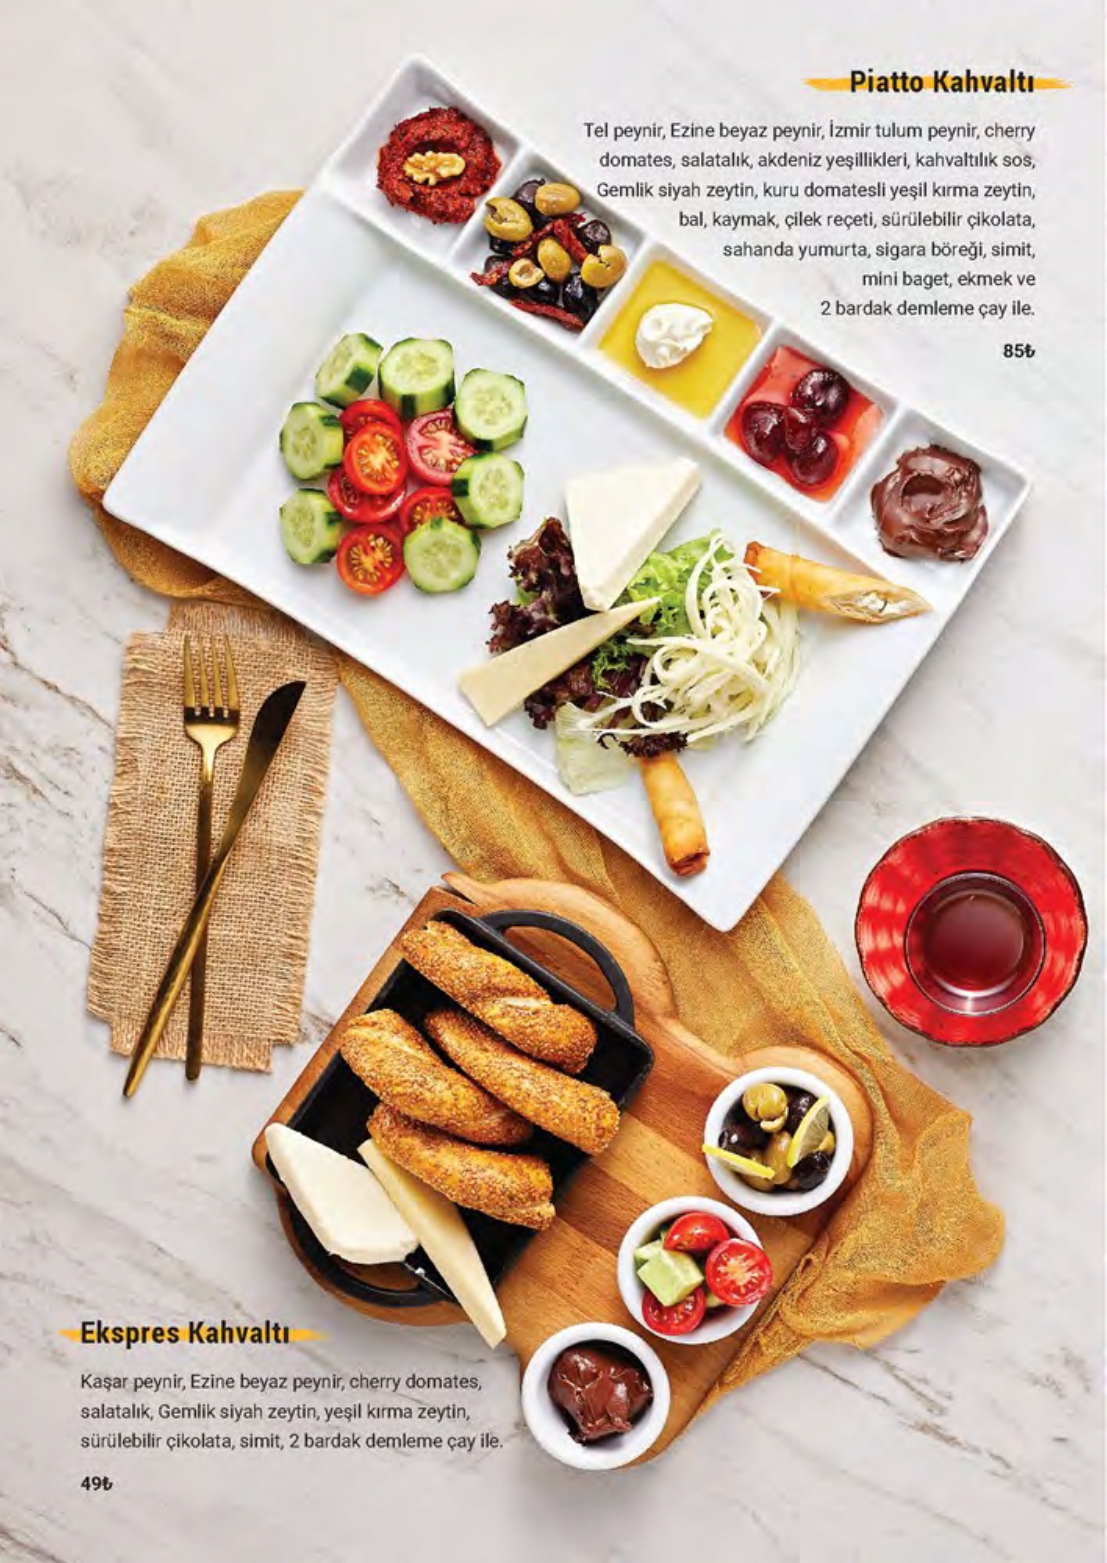 Piatto Kahvaltı
Tel peynir, Ezine beyaz peynir, İzmir tulum peynir, cherry
domates, salatalık, akdeniz yeşillikleri, kahvaltılık sos,
Gemlik siyah zeytin, kuru domatesli yeşil kırma zeytin,
bal, kaymak, çilek reçeti, sürülebilir çikolata,
sahanda yumurta, sigara böreği, simit,
mini baget, ekmek ve
2 bardak demleme çay ile.
85₺
Ekspres Kahvaltı
Kaşar peynir, Ezine beyaz peynir, cherry domates,
salatalık, Gemlik siyah zeytin, yeşil kırma zeytin,
sürülebilir çikolata, simit, 2 bardak demleme çay ile.
49₺